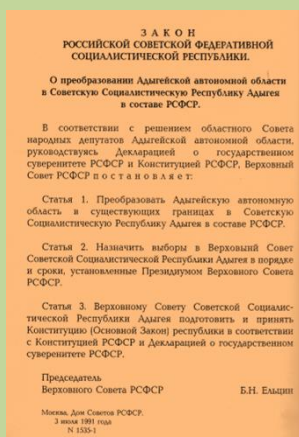 З А К О Н
РОССИЙСКОЙ СОВЕТСКОЙ ФЕДЕРАТИВНОЙ
СОЦИАЛИСТИЧЕСКОЙ РЕСПУБЛИКИ.
О преобразовании Адыгейской автономной области
в Советскую Социалистическую Республику Адыгея
в составе РСФСР.
В соответствии с решением областного Совета
народных депутатов Адыгейской автономной области,
руководствуясь Декларацией о государственном
суверенитете РСФСР и Конституцией РСФСР, Верховный
Совет РСФСР п о с т а н о в л я е т:
Статья 1. Преобразовать Адыгейскую автономную
область в существующих границах в Советскую
Социалистическую Республику Адыгея в составе РСФСР.
Статья 2. Назначить выборы в Верховный Совет
Советской Социалистической Республики Адыгея в порядке
и сроки, установленные Президиумом Верховного Совета
РСФСР.
Статья 3. Верховному Совету Советской Социалис-
тической Республики Адыгея подготовить и принять
Конституцию (Основной Закон) республики в соответствии
с Конституцией РСФСР и Декларацией о государственном
суверенитете РСФСР.
Председатель
Верховного Совета РСФСР Б.Н. Ельцин
Москва, Дом Советов РСФСР.
3 июля 1991 года
N 1535-1